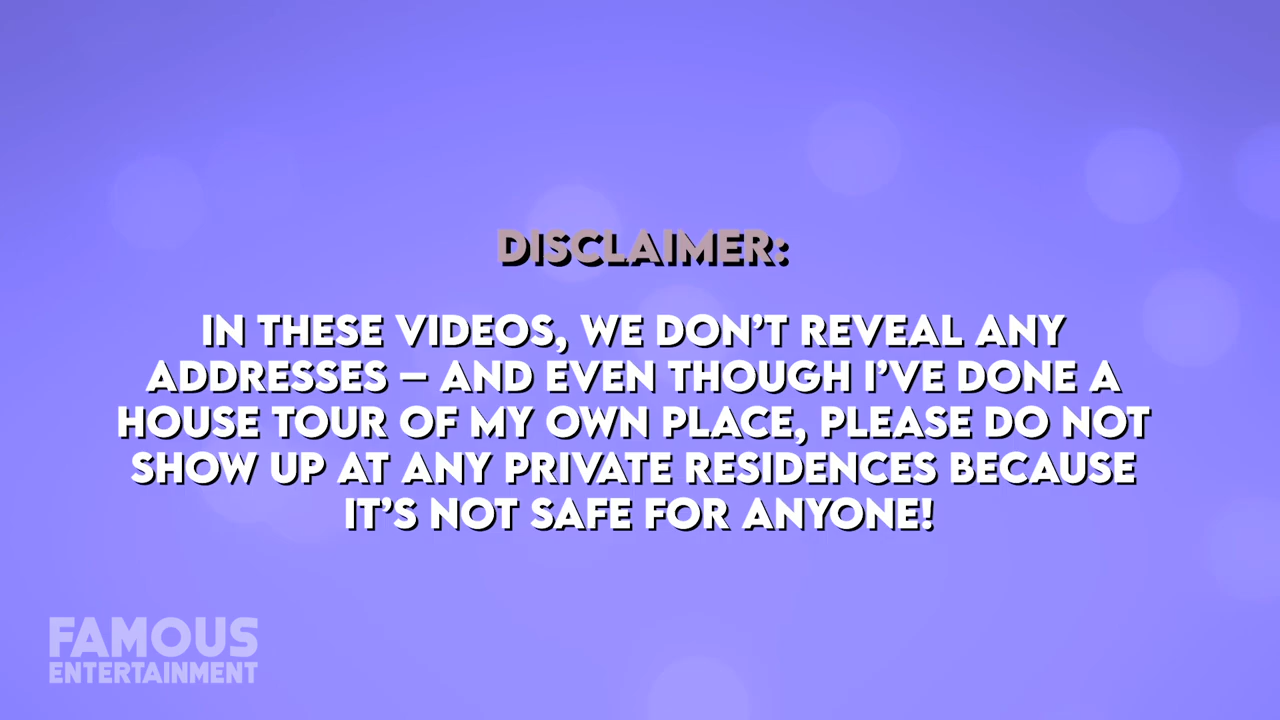 DISCLAIMER:
IN THESE VIDEOS, WE DON'T REVEAL ANY
ADDRESSES – AND EVEN THOUGH I'VE DONE A
HOUSE TOUR OF MY OWN PLACE, PLEASE DO NOT
SHOW UP AT ANY PRIVATE RESIDENCES BECAUSE
IT'S NOT SAFE FOR ANYONE!
FAMOUS
ENTERTAINMENT